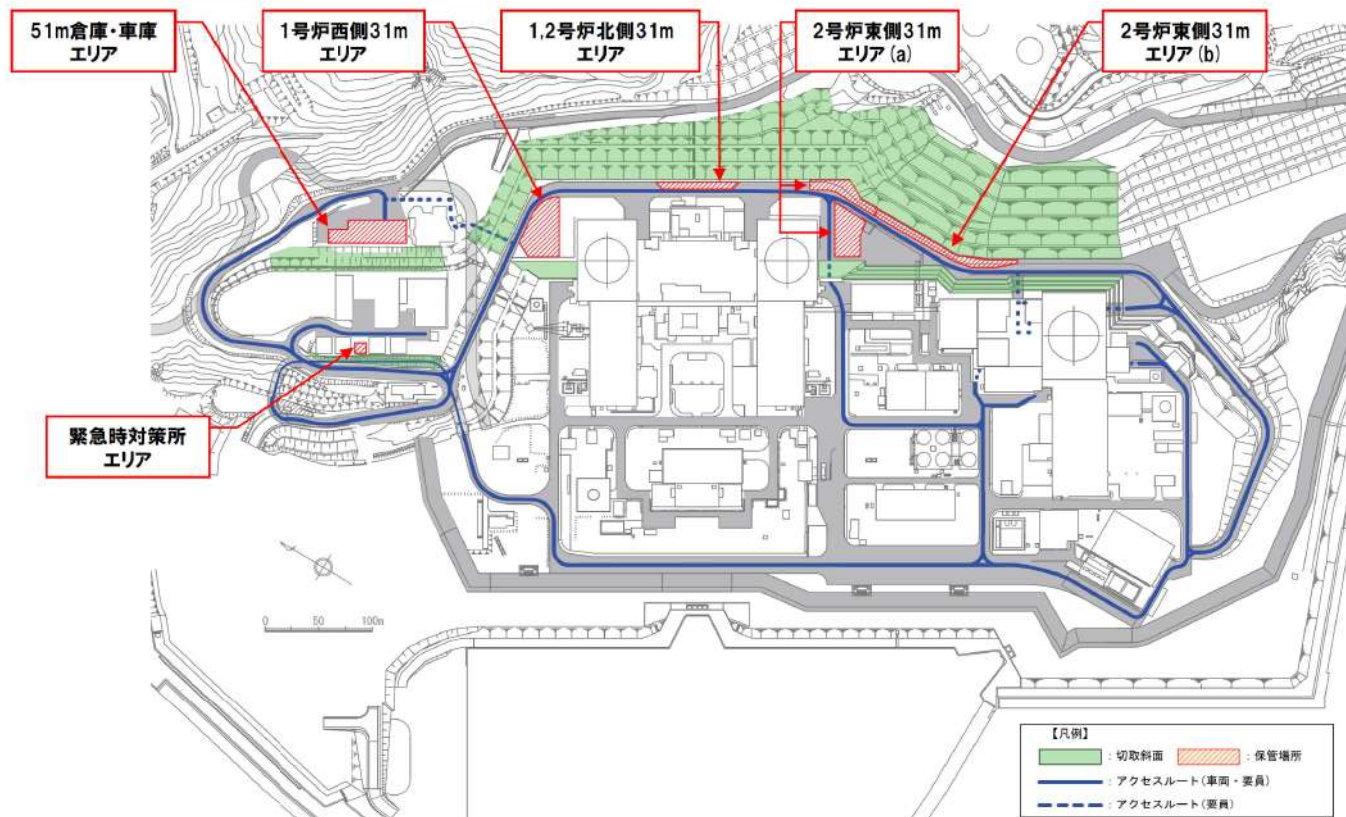 51m倉庫・車庫
エリア
1号炉西側31m
エリア
1,2号炉北側31m
エリア
2号炉東側31m
エリア(a)
2号炉東側31m
エリア(b)
緊急時対策所
エリア
0 50 100m
【凡例】
:切取斜面
:保管場所
:アクセスルート(車両・要員)
:アクセスルート(要員)